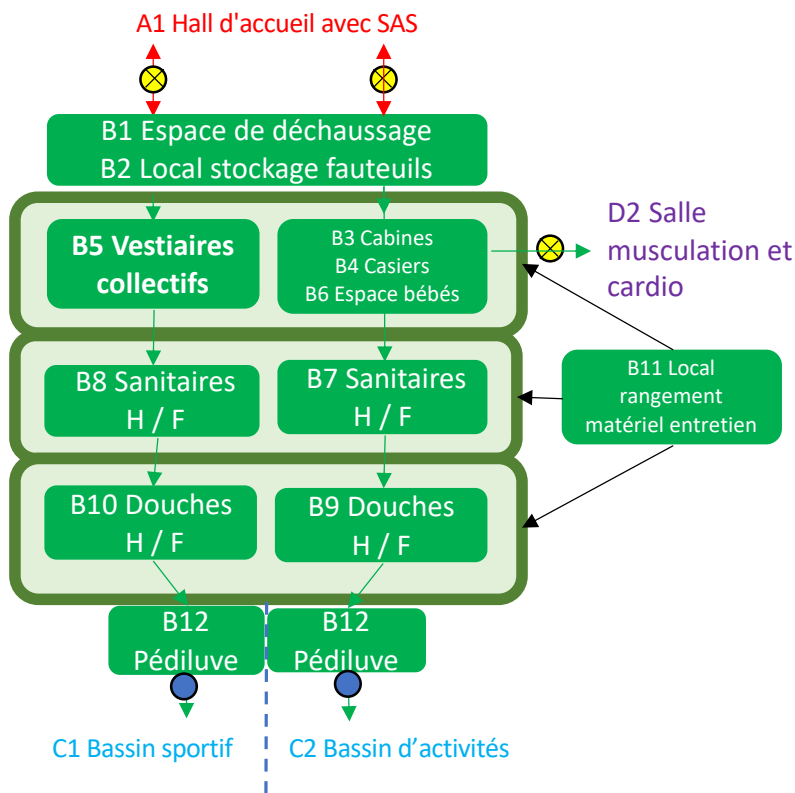 A1 Hall d'accueil avec SAS
B1 Espace de déchaussage
B2 Local stockage fauteuils
B5 Vestiaires
collectifs
B3 Cabines
B4 Casiers
B6 Espace bébés
D2 Salle
musculation et
cardio
B8 Sanitaires
H / F
B7 Sanitaires
H / F
B11 Local
rangement
matériel entretien
B10 Douches
H / F
B9 Douches
H / F
B12
Pédiluve
B12
Pédiluve
C1 Bassin sportif
C2 Bassin d’activités